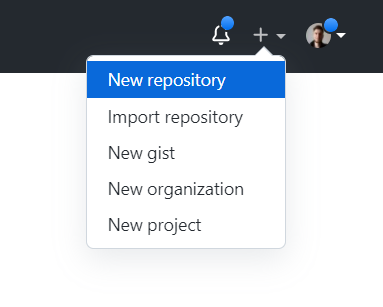 New repository
Import repository
New gist
New organization
New project